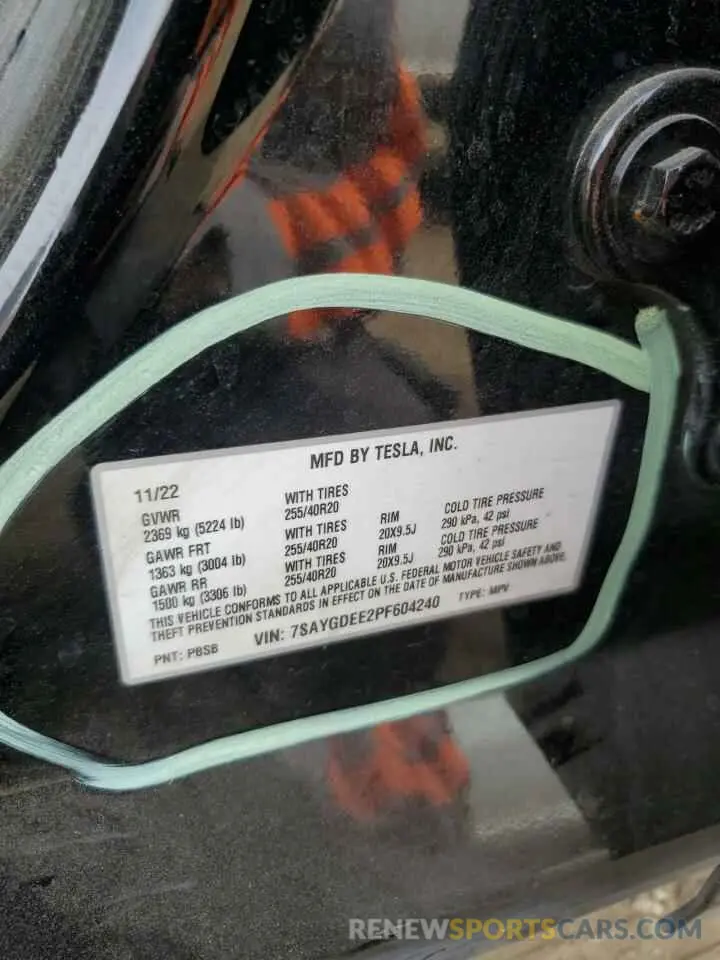 MFD BY TESLA, INC.
11/22
GVWR WITH TIRES
2369 kg (5224 lb) 255/40R20
GAWR FRT WITH TIRES RIM COLD TIRE PRESSURE
1363 kg (3004 lb) 255/40R20 20X9.5J 290 kPa, 42 psi
GAWR RR WITH TIRES RIM COLD TIRE PRESSURE
1500 kg (3306 lb) 255/40R20 20X9.5J 290 kPa, 42 psi
THIS VEHICLE CONFORMS TO ALL APPLICABLE U.S. FEDERAL MOTOR VEHICLE SAFETY AND
THEFT PREVENTION STANDARDS IN EFFECT ON THE DATE OF MANUFACTURE SHOWN ABOVE.
PNT: PBSB VIN: 7SAYGDEE2PF604240 TYPE: MPV
RENEWSPORTSCARS.COM